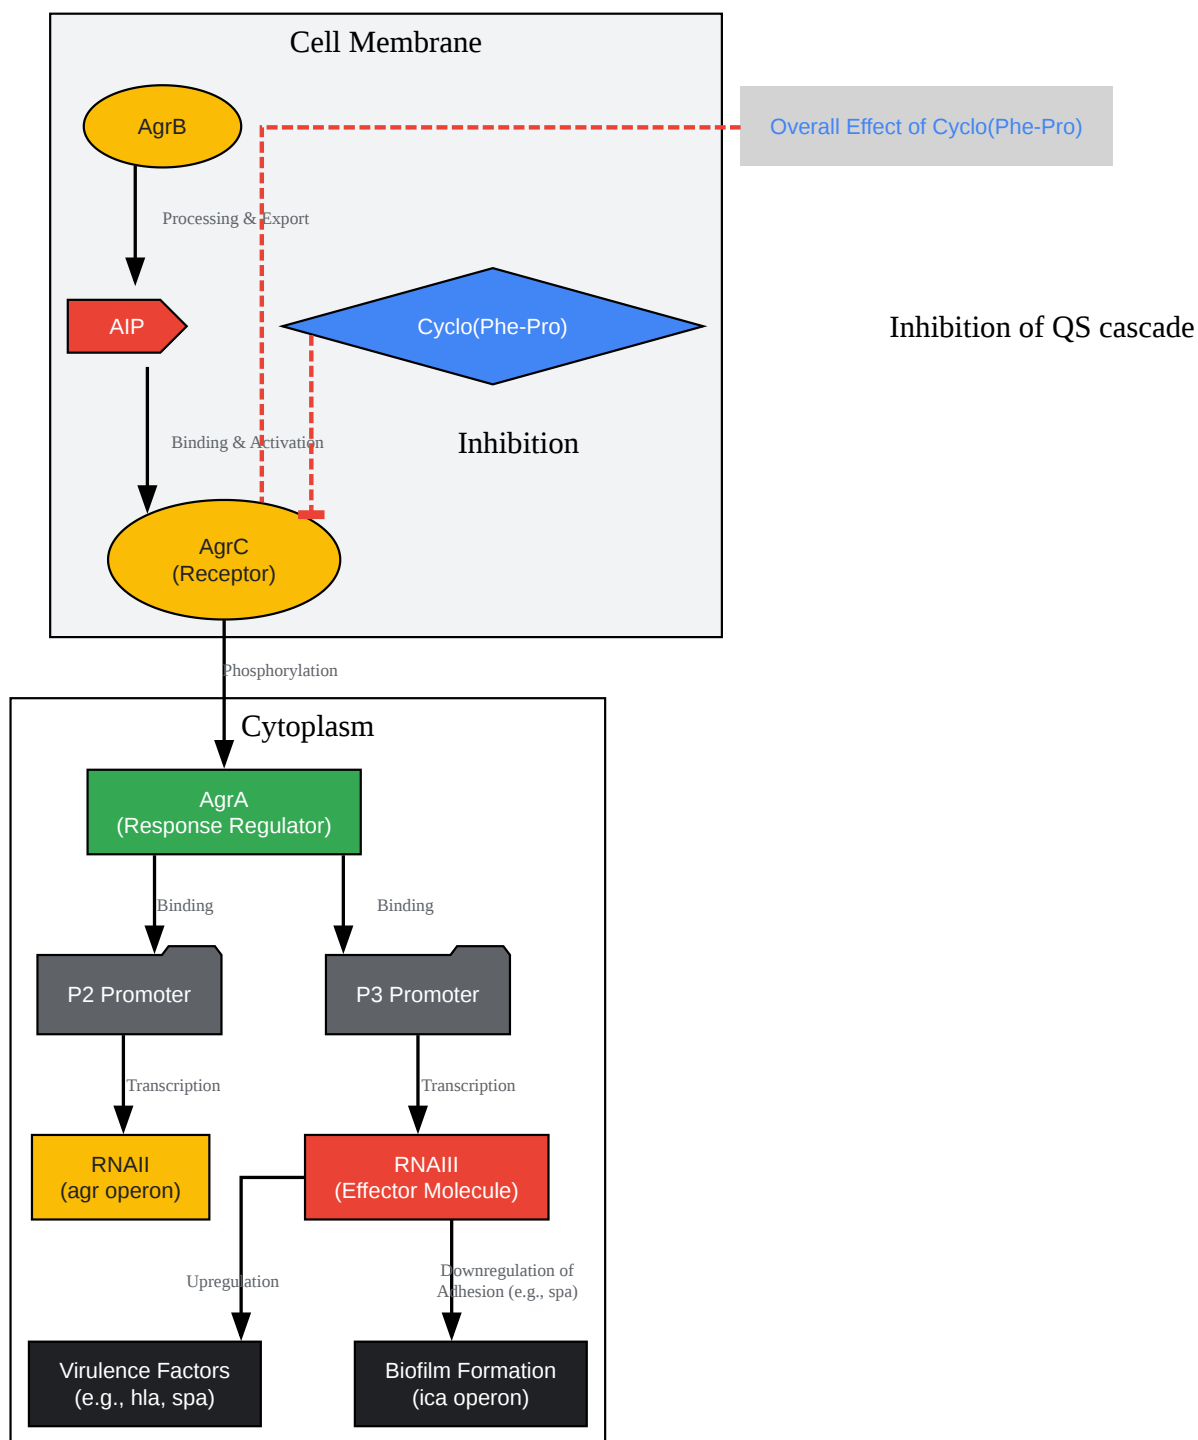 Cell Membrane
AgrB
Overall Effect of Cyclo(Phe-Pro)
Processing & Export
AIP
Cyclo(Phe-Pro)
Inhibition of QS cascade
Binding & Activation
Inhibition
AgrC
(Receptor)
Phosphorylation
Cytoplasm
AgrA
(Response Regulator)
Binding
Binding
P2 Promoter
P3 Promoter
Transcription
Transcription
RNAII
(agr operon)
RNAIII
(Effector Molecule)
Upregulation
Downregulation of
Adhesion (e.g., spa)
Virulence Factors
(e.g., hla, spa)
Biofilm Formation
(ica operon)